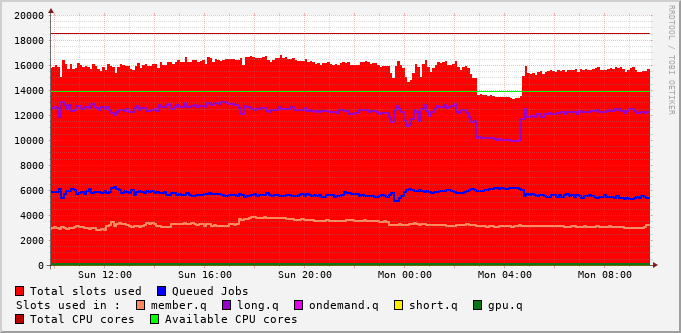 20000
18000
16000
14000
12000
10000
8000
6000
4000
2000
0
Sun 12:00 Sun 16:00 Sun 20:00 Mon 00:00 Mon 04:00 Mon 08:00
Total slots used Queued Jobs
Slots used in : member.q long.q ondemand.q short.q gpu.q
Total CPU cores Available CPU cores
RRDTOOL / TOBI OETIKER